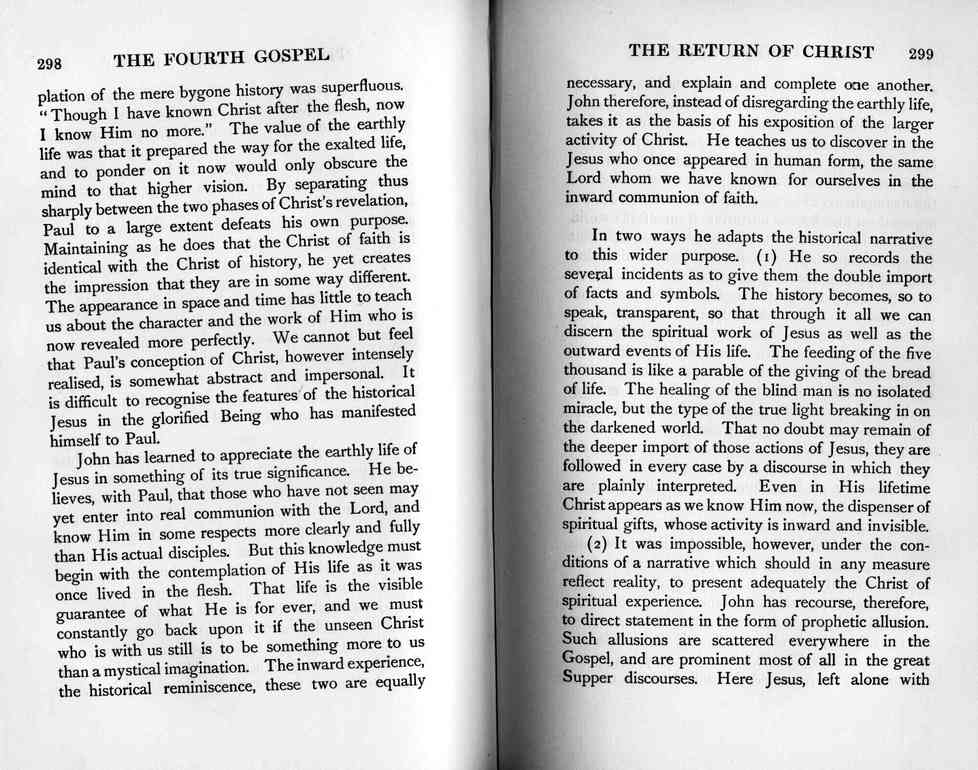 298 THE FOURTH GOSPEL
plation of the mere bygone history was superfluous.
“Though I have known Christ after the flesh, now
I know Him no more.” The value of the earthly
life was that it prepared the way for the exalted life,
and to ponder on it now would only obscure the
mind to that higher vision. By separating thus
sharply between the two phases of Christ's revelation,
Paul to a large extent defeats his own purpose.
Maintaining as he does that the Christ of faith is
identical with the Christ of history, he yet creates
the impression that they are in some way different.
The appearance in space and time has little to teach
us about the character and the work of Him who is
now revealed more perfectly. We cannot but feel
that Paul's conception of Christ, however intensely
realised, is somewhat abstract and impersonal. It
is difficult to recognise the features of the historical
Jesus in the glorified Being who has manifested
himself to Paul.
John has learned to appreciate the earthly life of
Jesus in something of its true significance. He be-
lieves, with Paul, that those who have not seen may
yet enter into real communion with the Lord, and
know Him in some respects more clearly and fully
than His actual disciples. But this knowledge must
begin with the contemplation of His life as it was
once lived in the flesh. That life is the visible
guarantee of what He is for ever, and we must
constantly go back upon it if the unseen Christ
who is with us still is to be something more to us
than a mystical imagination. The inward experience,
the historical reminiscence, these two are equally
THE RETURN OF CHRIST 299
necessary, and explain and complete one another.
John therefore, instead of disregarding the earthly life,
takes it as the basis of his exposition of the larger
activity of Christ. He teaches us to discover in the
Jesus who once appeared in human form, the same
Lord whom we have known for ourselves in the
inward communion of faith.
In two ways he adapts the historical narrative
to this wider purpose. (1) He so records the
several incidents as to give them the double import
of facts and symbols. The history becomes, so to
speak, transparent, so that through it all we can
discern the spiritual work of Jesus as well as the
outward events of His life. The feeding of the five
thousand is like a parable of the giving of the bread
of life. The healing of the blind man is no isolated
miracle, but the type of the true light breaking in on
the darkened world. That no doubt may remain of
the deeper import of those actions of Jesus, they are
followed in every case by a discourse in which they
are plainly interpreted. Even in His lifetime
Christ appears as we know Him now, the dispenser of
spiritual gifts, whose activity is inward and invisible.
(2) It was impossible, however, under the con-
ditions of a narrative which should in any measure
reflect reality, to present adequately the Christ of
spiritual experience. John has recourse, therefore,
to direct statement in the form of prophetic allusion.
Such allusions are scattered everywhere in the
Gospel, and are prominent most of all in the great
Supper discourses. Here Jesus, left alone with